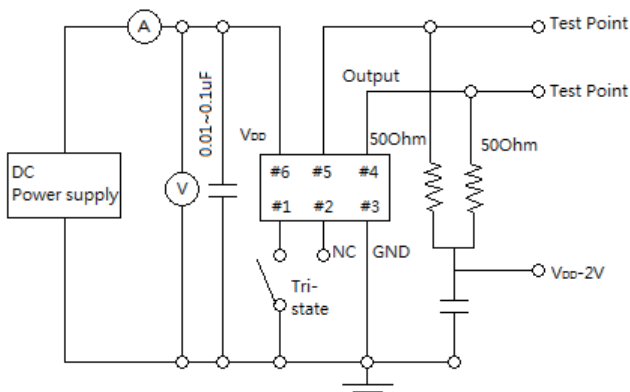 A
Test Point
Output
Test Point
0.01~0.1uF
VDD
50Ohm
50Ohm
DC
Power supply
V
#6 #5 #4
#1 #2 #3
NC
GND
VDD-2V
Tri-
state